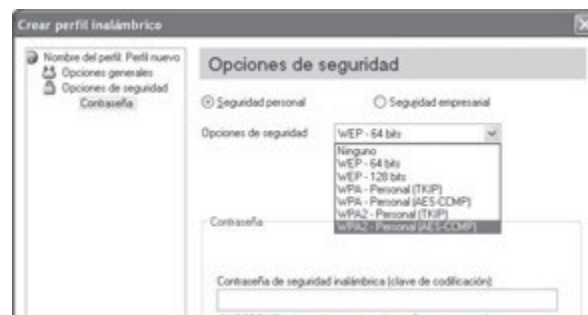 Crear perfil inalámbrico
Nombre del perfil: Perfil nuevo
Opciones generales
Opciones de seguridad
Contraseña
Opciones de seguridad
Seguridad personal
Seguridad empresarial
Opciones de seguridad
WEP - 64 bits
Ninguno
WEP - 64 bits
WEP - 128 bits
WPA - Personal (TKIP)
WPA - Personal (AES-CCMP)
WPA2 - Personal (TKIP)
WPA2 - Personal (AES-CCMP)
Contraseña
Contraseña de seguridad inalámbrica (clave de codificación)